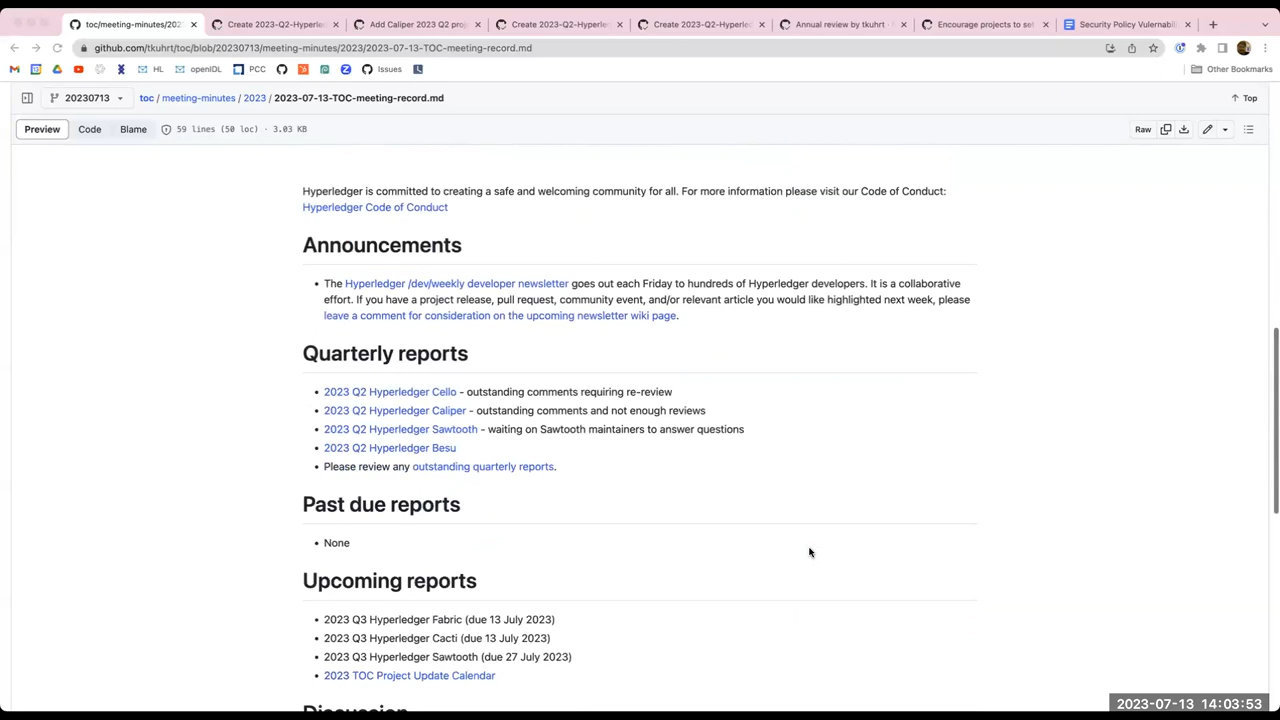 toc/meeting-minutes/202
Create 2023-Q2-Hyperle
Add Caliper 2023 Q2 pro
Create 2023-Q2-Hyperle
Create 2023-Q2-Hyperle
Annual review by tkuhrt ·
Encourage projects to se
Security Policy Vulernabi
github.com/tkuhrt/toc/blob/20230713/meeting-minutes/2023/2023-07-13-TOC-meeting-record.md
HL
openIDL
PCC
Issues
Other Bookmarks
20230713
toc / meeting-minutes / 2023 / 2023-07-13-TOC-meeting-record.md
Top
Preview
Code
Blame
59 lines (50 loc) · 3.03 KB
Raw
Hyperledger is committed to creating a safe and welcoming community for all. For more information please visit our Code of Conduct:
Hyperledger Code of Conduct
Announcements
• The Hyperledger /dev/weekly developer newsletter goes out each Friday to hundreds of Hyperledger developers. It is a collaborative
effort. If you have a project release, pull request, community event, and/or relevant article you would like highlighted next week, please
leave a comment for consideration on the upcoming newsletter wiki page.
Quarterly reports
• 2023 Q2 Hyperledger Cello - outstanding comments requiring re-review
• 2023 Q2 Hyperledger Caliper - outstanding comments and not enough reviews
• 2023 Q2 Hyperledger Sawtooth - waiting on Sawtooth maintainers to answer questions
• 2023 Q2 Hyperledger Besu
• Please review any outstanding quarterly reports.
Past due reports
• None
Upcoming reports
• 2023 Q3 Hyperledger Fabric (due 13 July 2023)
• 2023 Q3 Hyperledger Cacti (due 13 July 2023)
• 2023 Q3 Hyperledger Sawtooth (due 27 July 2023)
• 2023 TOC Project Update Calendar
Discussion
2023-07-13 14:03:53